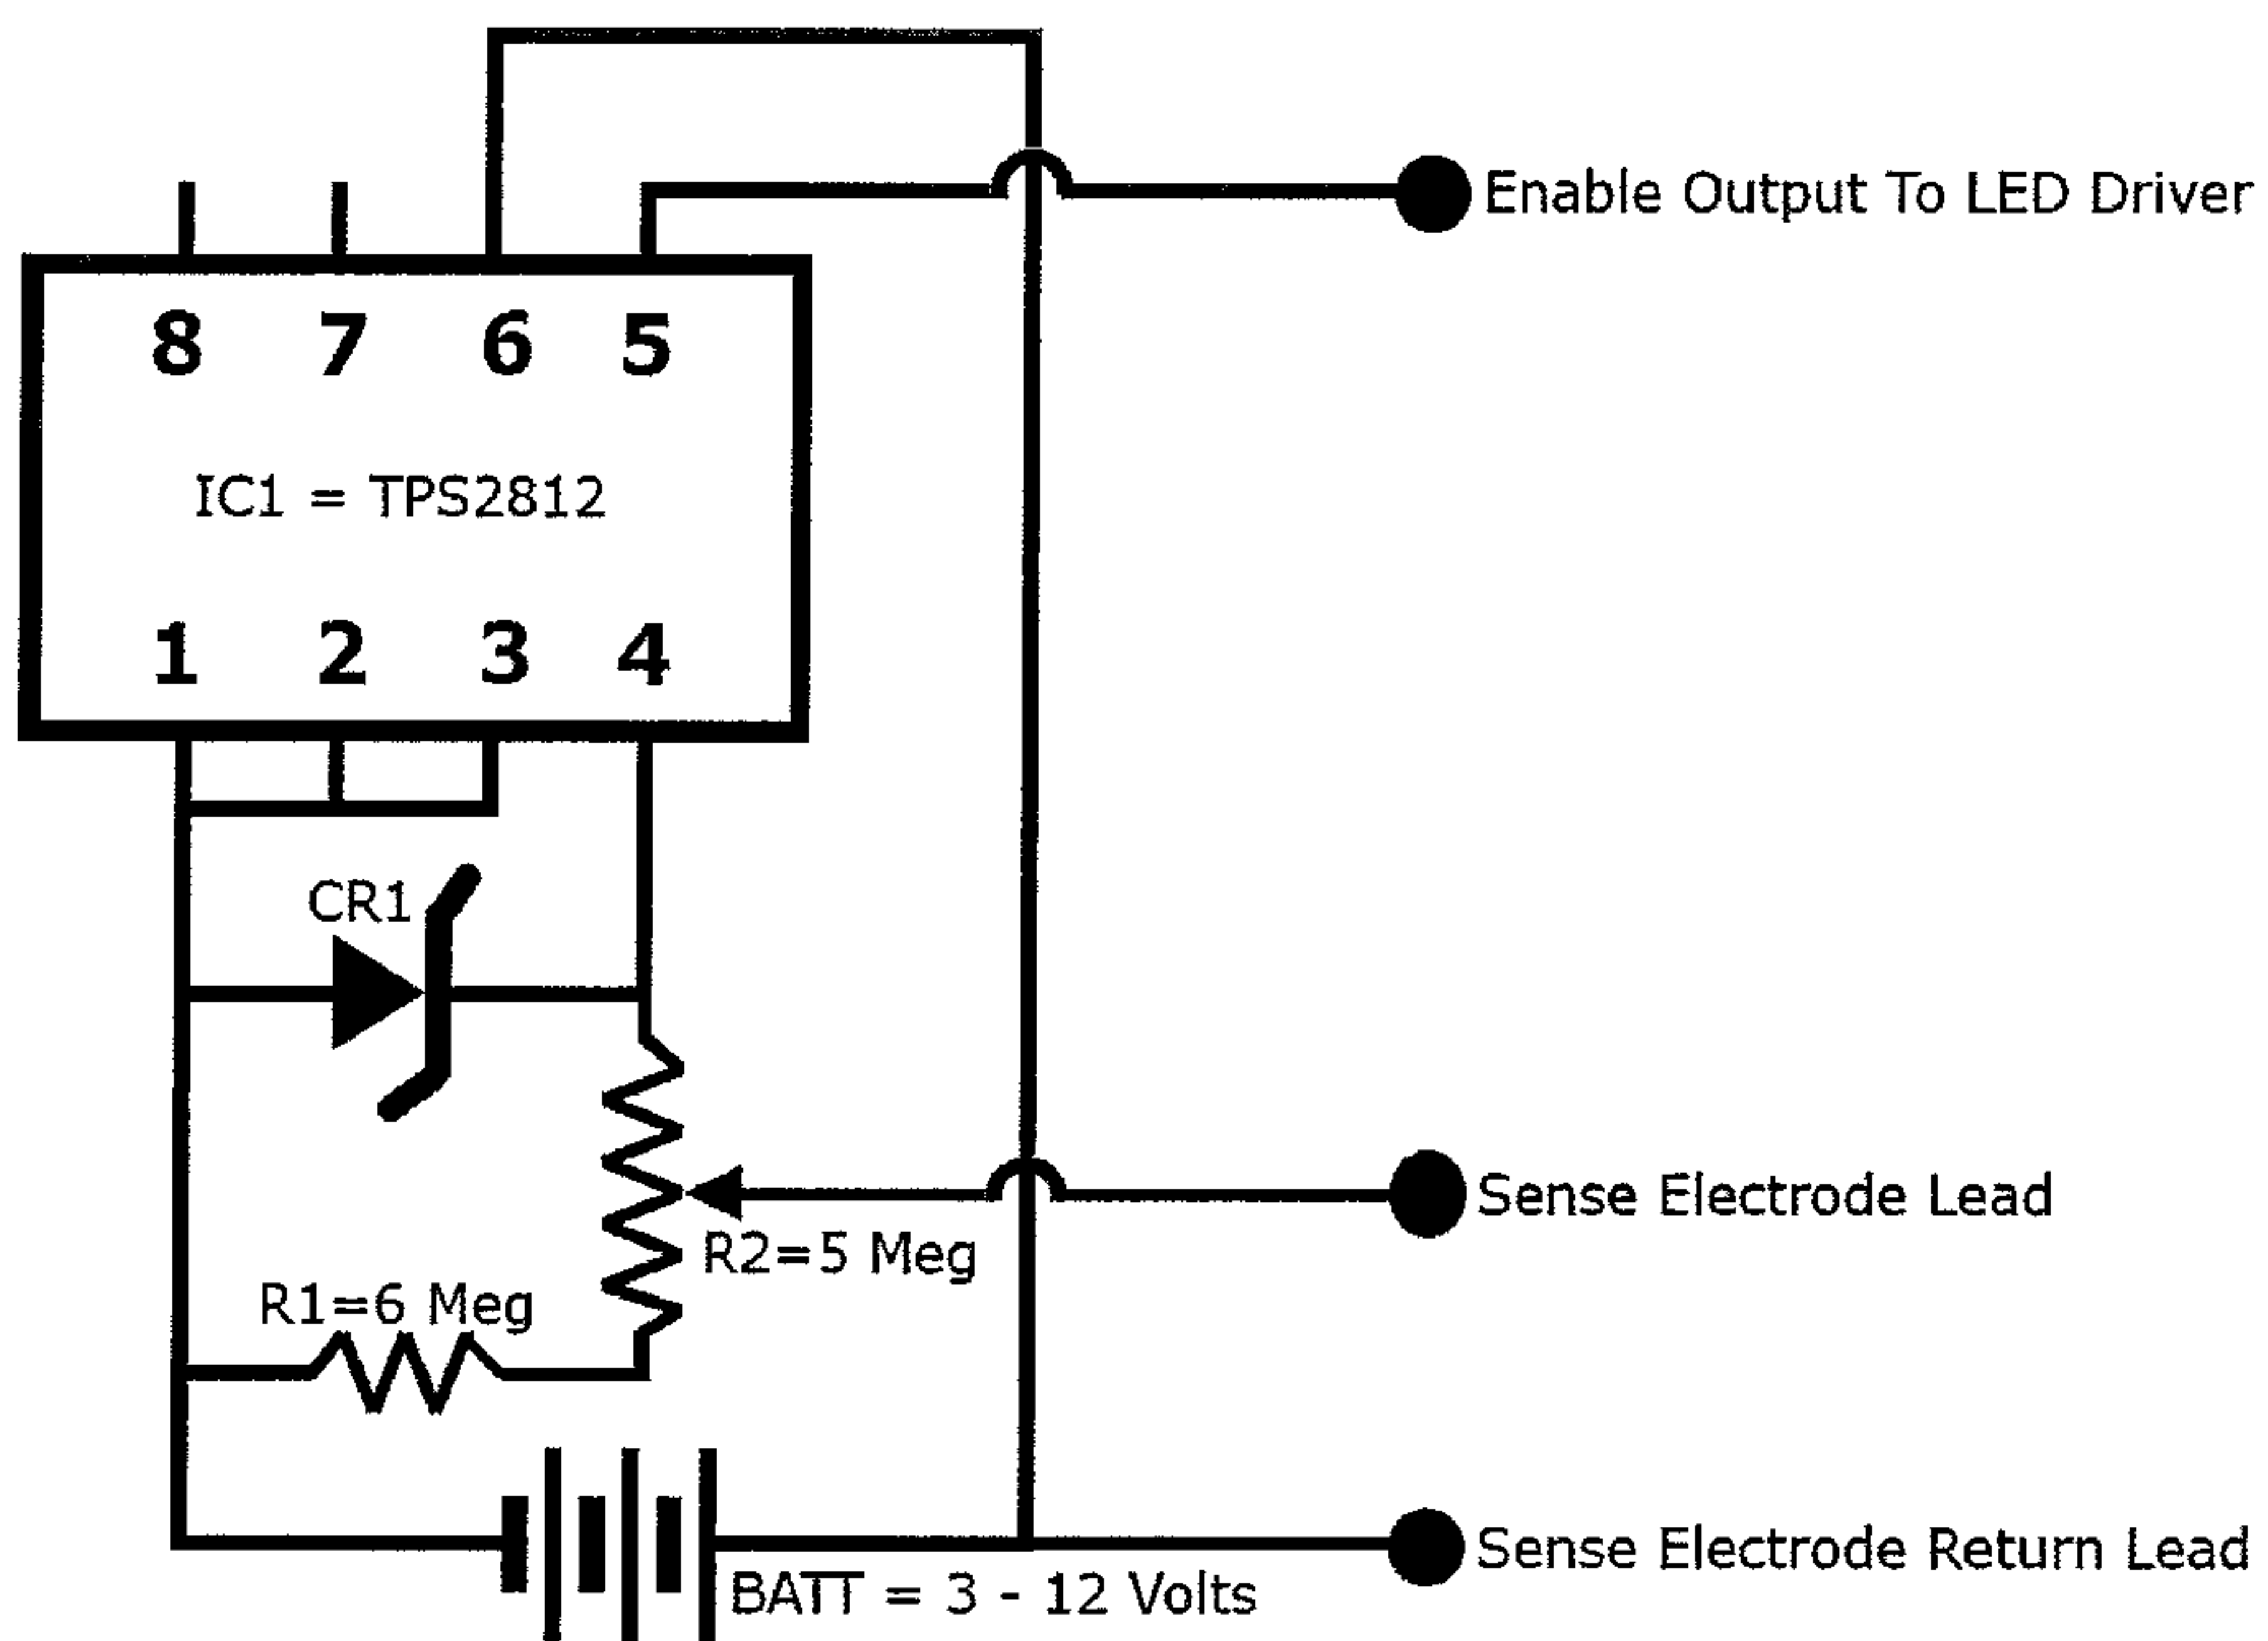 Enable Output To LED Driver
8 7 6 5
IC1 = TPS2812
1 2 3 4
CR1
Sense Electrode Lead
R2=5 Meg
R1=6 Meg
Sense Electrode Return Lead
BATT = 3 - 12 Volts